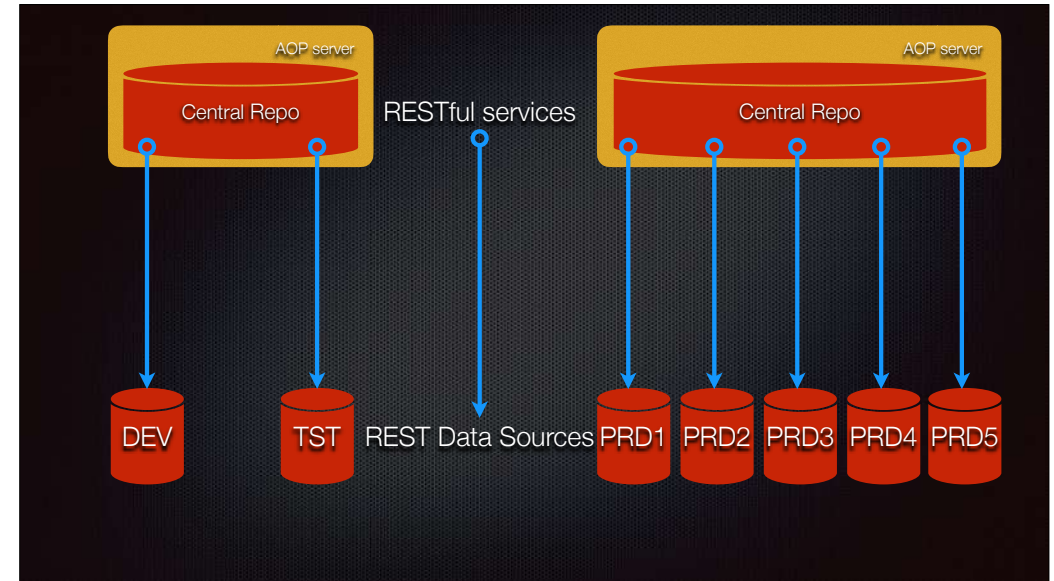 AOP server
AOP server
Central Repo
RESTful services
Central Repo
DEV
TST
REST Data Sources
PRD1
PRD2
PRD3
PRD4
PRD5